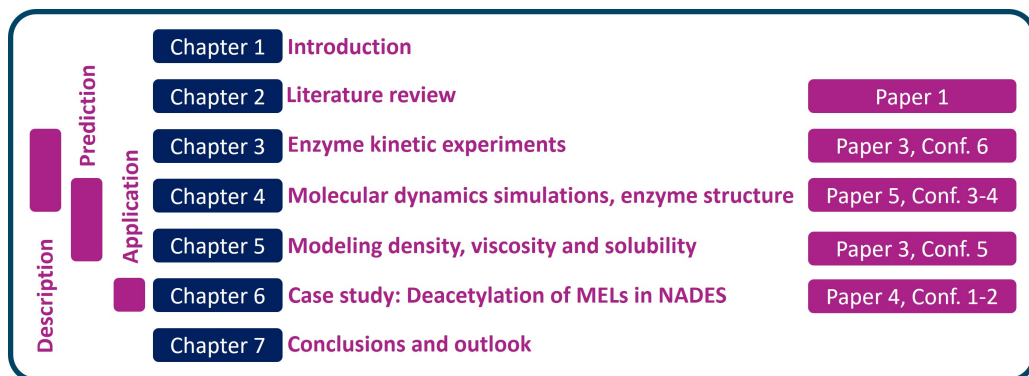 Description
Prediction
Application
Chapter 1 Introduction
Chapter 2 Literature review Paper 1
Chapter 3 Enzyme kinetic experiments Paper 3, Conf. 6
Chapter 4 Molecular dynamics simulations, enzyme structure Paper 5, Conf. 3-4
Chapter 5 Modeling density, viscosity and solubility Paper 3, Conf. 5
Chapter 6 Case study: Deacetylation of MELs in NADES Paper 4, Conf. 1-2
Chapter 7 Conclusions and outlook